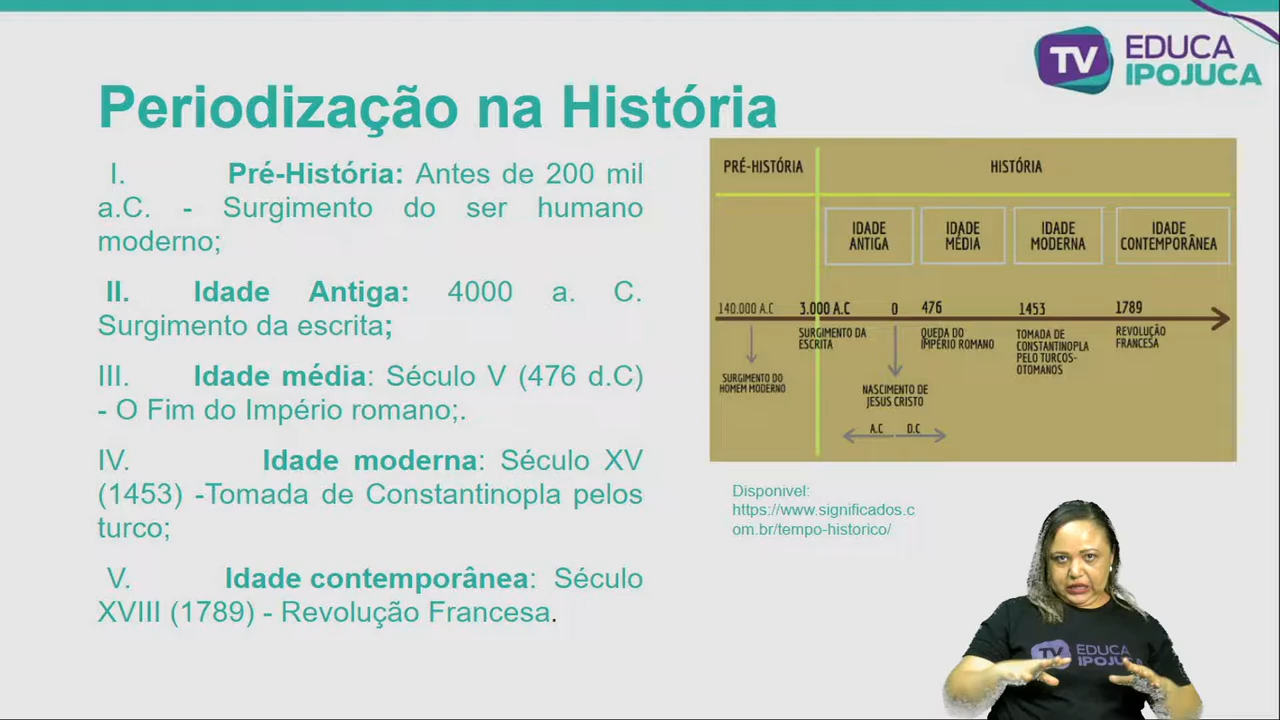 TV EDUCA
IPOJUCA
Periodização na História
I. Pré-História: Antes de 200 mil
a.C. - Surgimento do ser humano
moderno;
II. Idade Antiga: 4000 a. C.
Surgimento da escrita;
III. Idade média: Século V (476 d.C)
- O Fim do Império romano;.
IV. Idade moderna: Século XV
(1453) -Tomada de Constantinopla pelos
turco;
V. Idade contemporânea: Século
XVIII (1789) - Revolução Francesa.
PRÉ-HISTÓRIA
HISTÓRIA
IDADE
ANTIGA
IDADE
MÉDIA
IDADE
MODERNA
IDADE
CONTEMPORÂNEA
140.000 A.C
3.000 A.C
0
476
1453
1789
SURGIMENTO DO
HOMEM MODERNO
SURGIMENTO DA
ESCRITA
NASCIMENTO DE
JESUS CRISTO
A.C
D.C
QUEDA DO
IMPÉRIO ROMANO
TOMADA DE
CONSTANTINOPLA
PELO TURCOS-
OTOMANOS
REVOLUÇÃO
FRANCESA
Disponivel:
https://www.significados.c
om.br/tempo-historico/
TV EDUCA
IPOJUCA